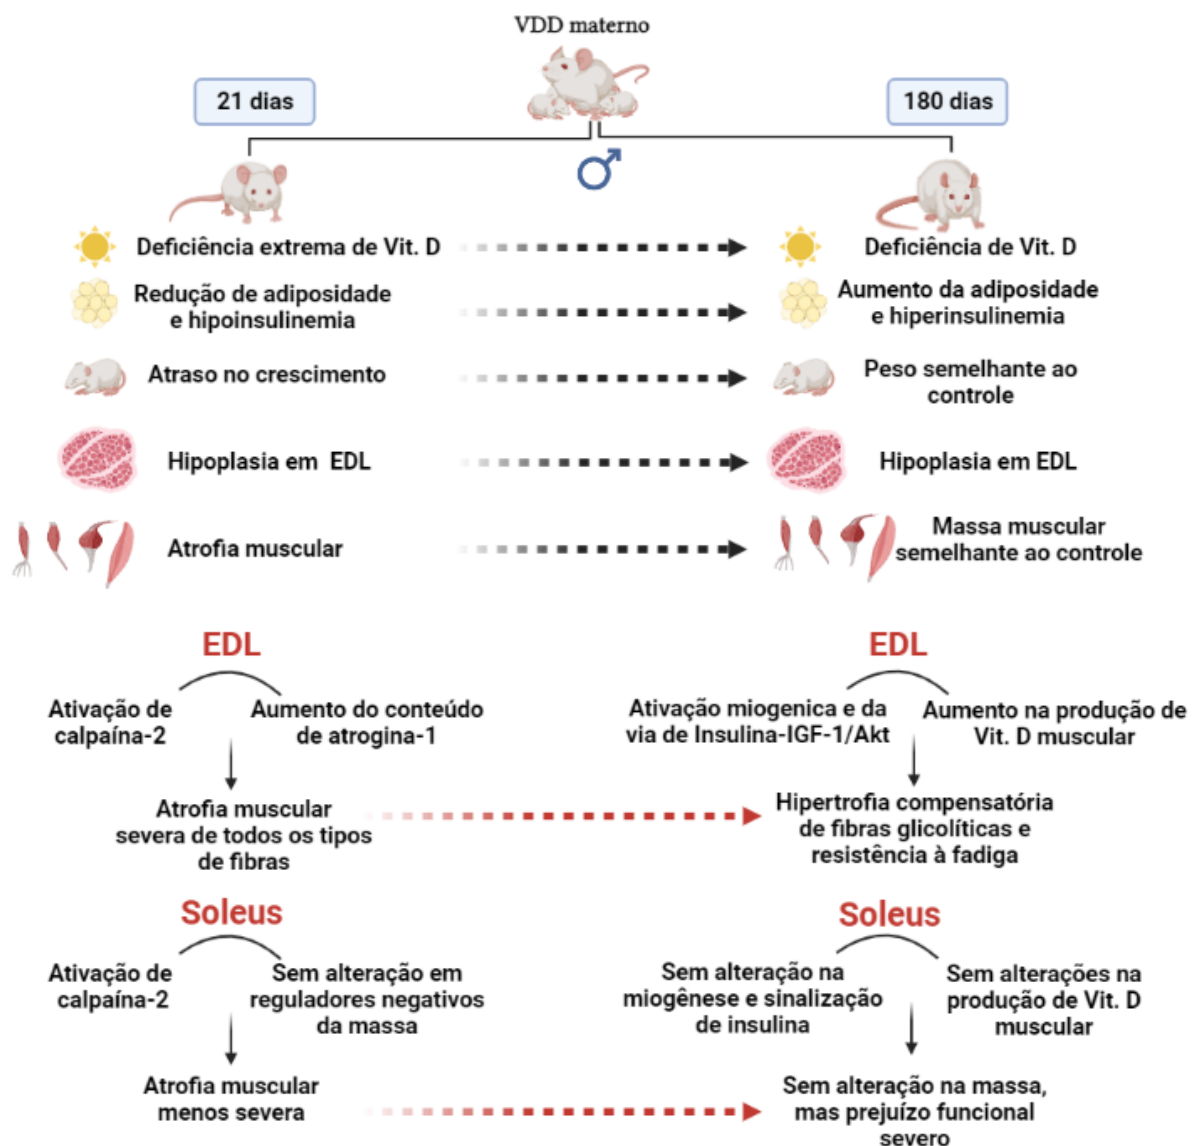 VDD materno
21 dias
180 dias
Deficiência extrema de Vit. D
Deficiência de Vit. D
Redução de adiposidade
e hipoinsulinemia
Aumento da adiposidade
e hiperinsulinemia
Atraso no crescimento
Peso semelhante ao
controle
Hipoplasia em EDL
Hipoplasia em EDL
Atrofia muscular
Massa muscular
semelhante ao controle
EDL
Ativação de
calpaína-2
Aumento do conteúdo
de atrogina-1
Atrofia muscular
severa de todos os tipos
de fibras
EDL
Ativação miogenica e da
via de Insulina-IGF-1/Akt
Aumento na produção de
Vit. D muscular
Hipertrofia compensatória
de fibras glicolíticas e
resistência à fadiga
Soleus
Ativação de
calpaína-2
Sem alteração em
reguladores negativos
da massa
Atrofia muscular
menos severa
Soleus
Sem alteração na
miogênese e sinalização
de insulina
Sem alterações na
produção de Vit. D
muscular
Sem alteração na massa,
mas prejuízo funcional
severo